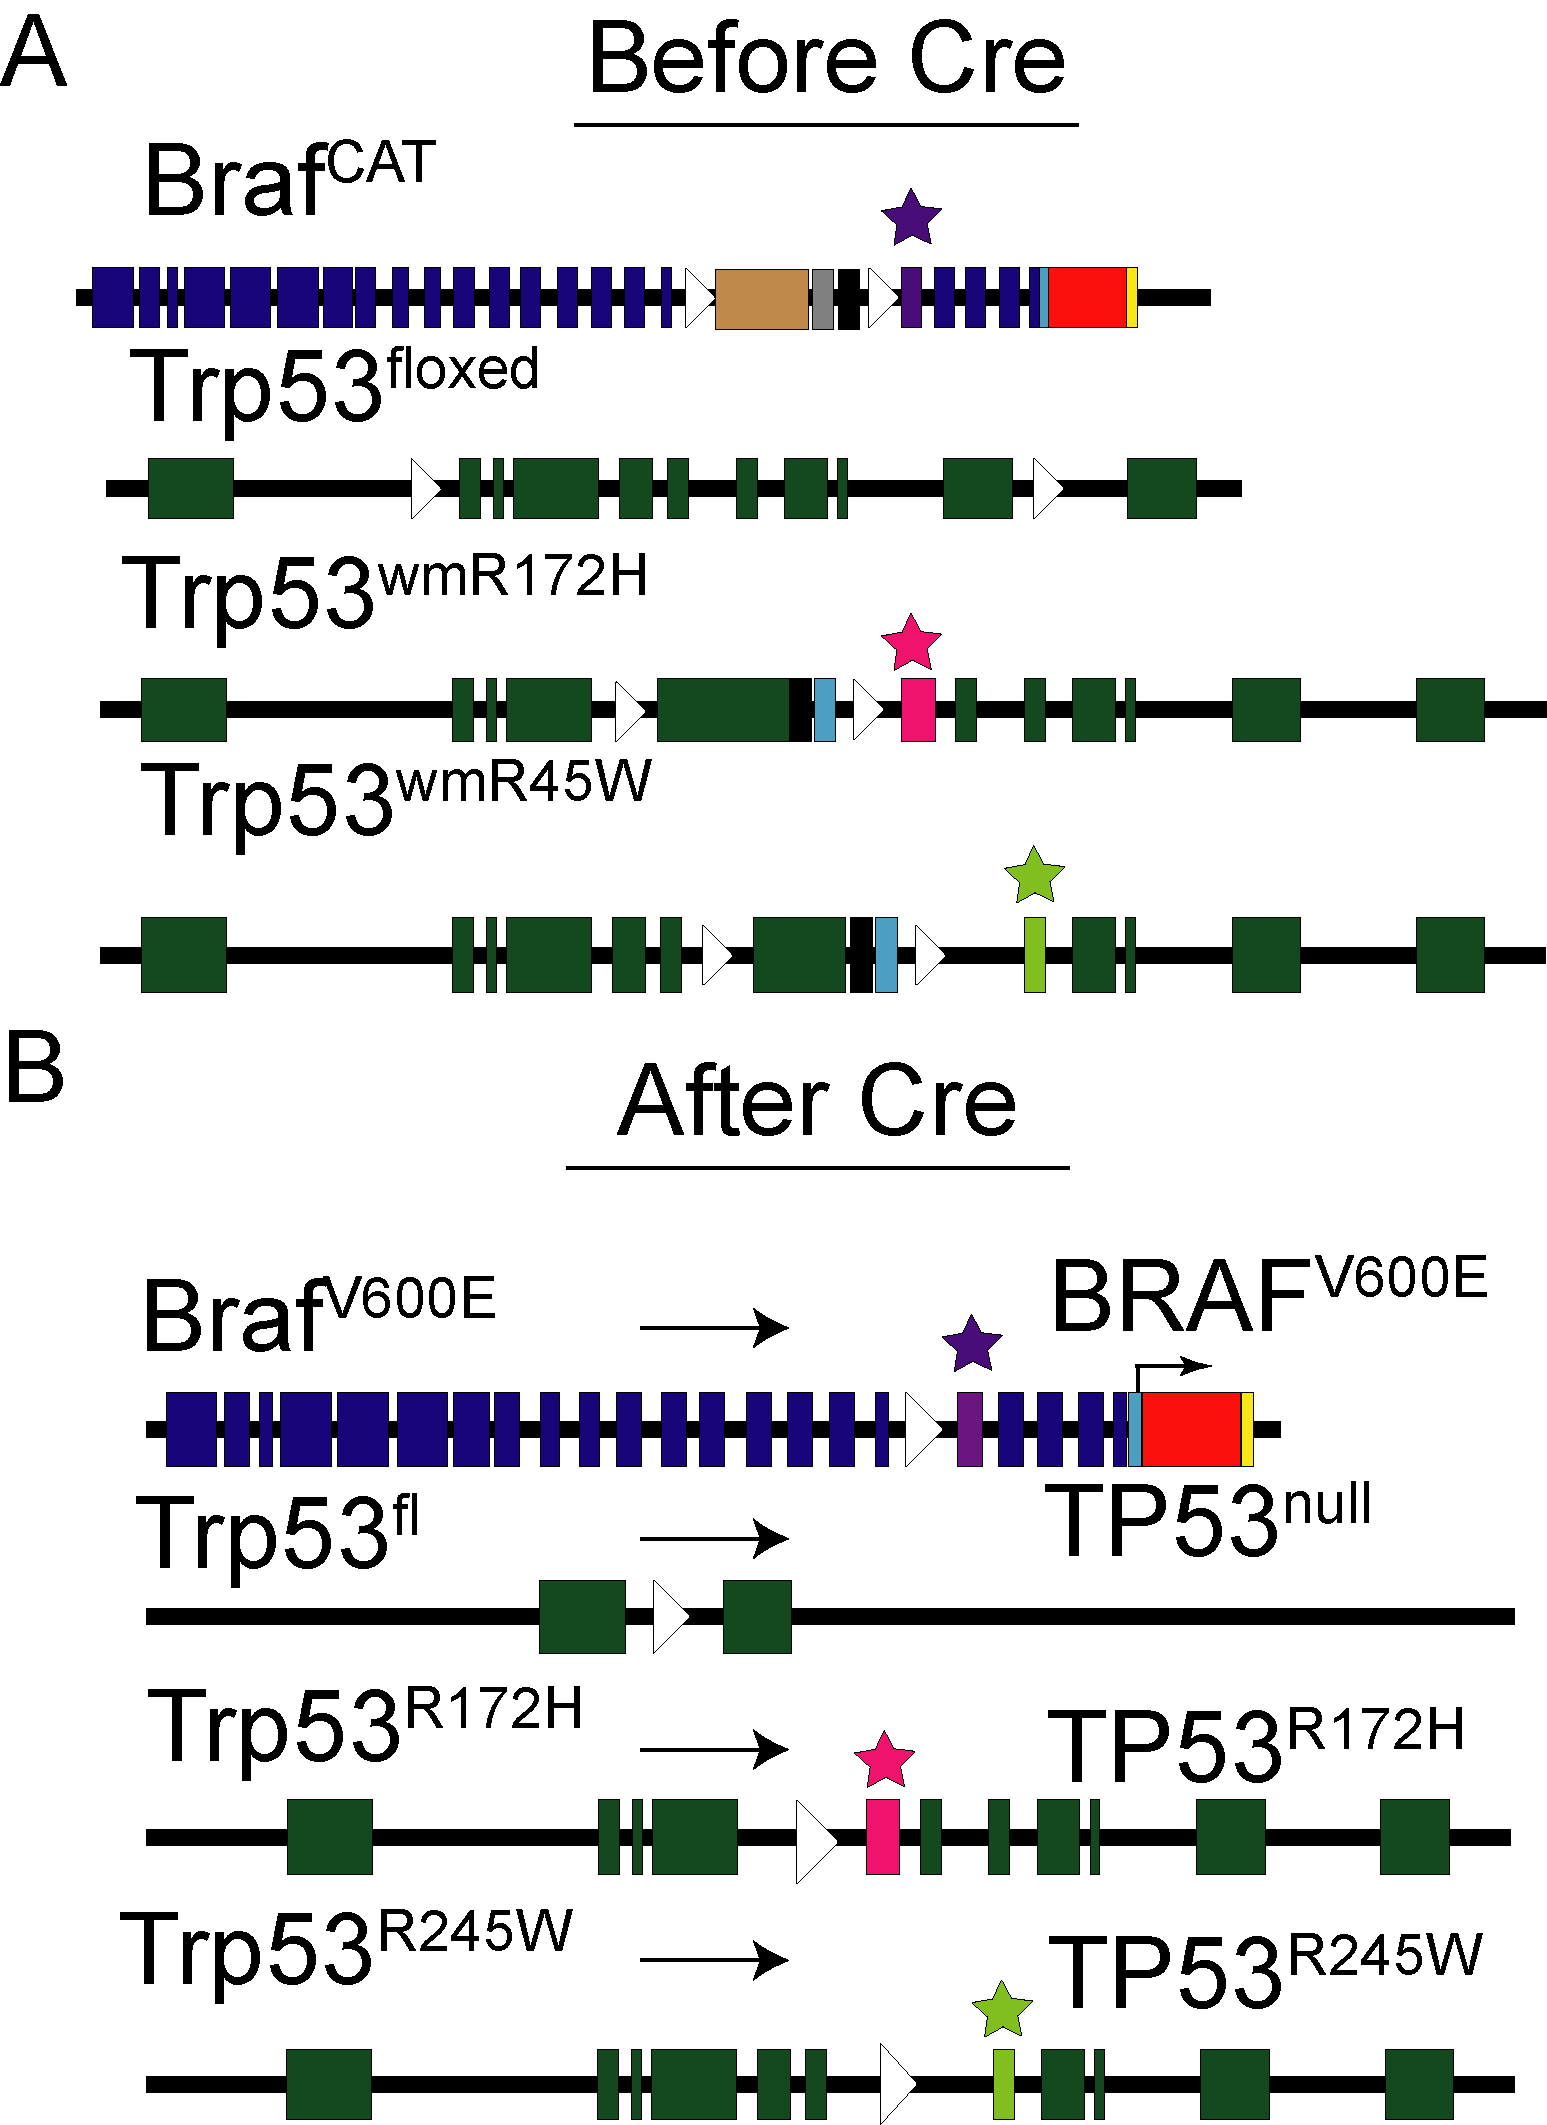 A
Before Cre
BrafCAT
Trp53floxed
Trp53wmR172H
Trp53wmR45W
B
After Cre
BrafV600E BRAFV600E
Trp53fl TP53null
Trp53R172H TP53R172H
Trp53R245W TP53R245W